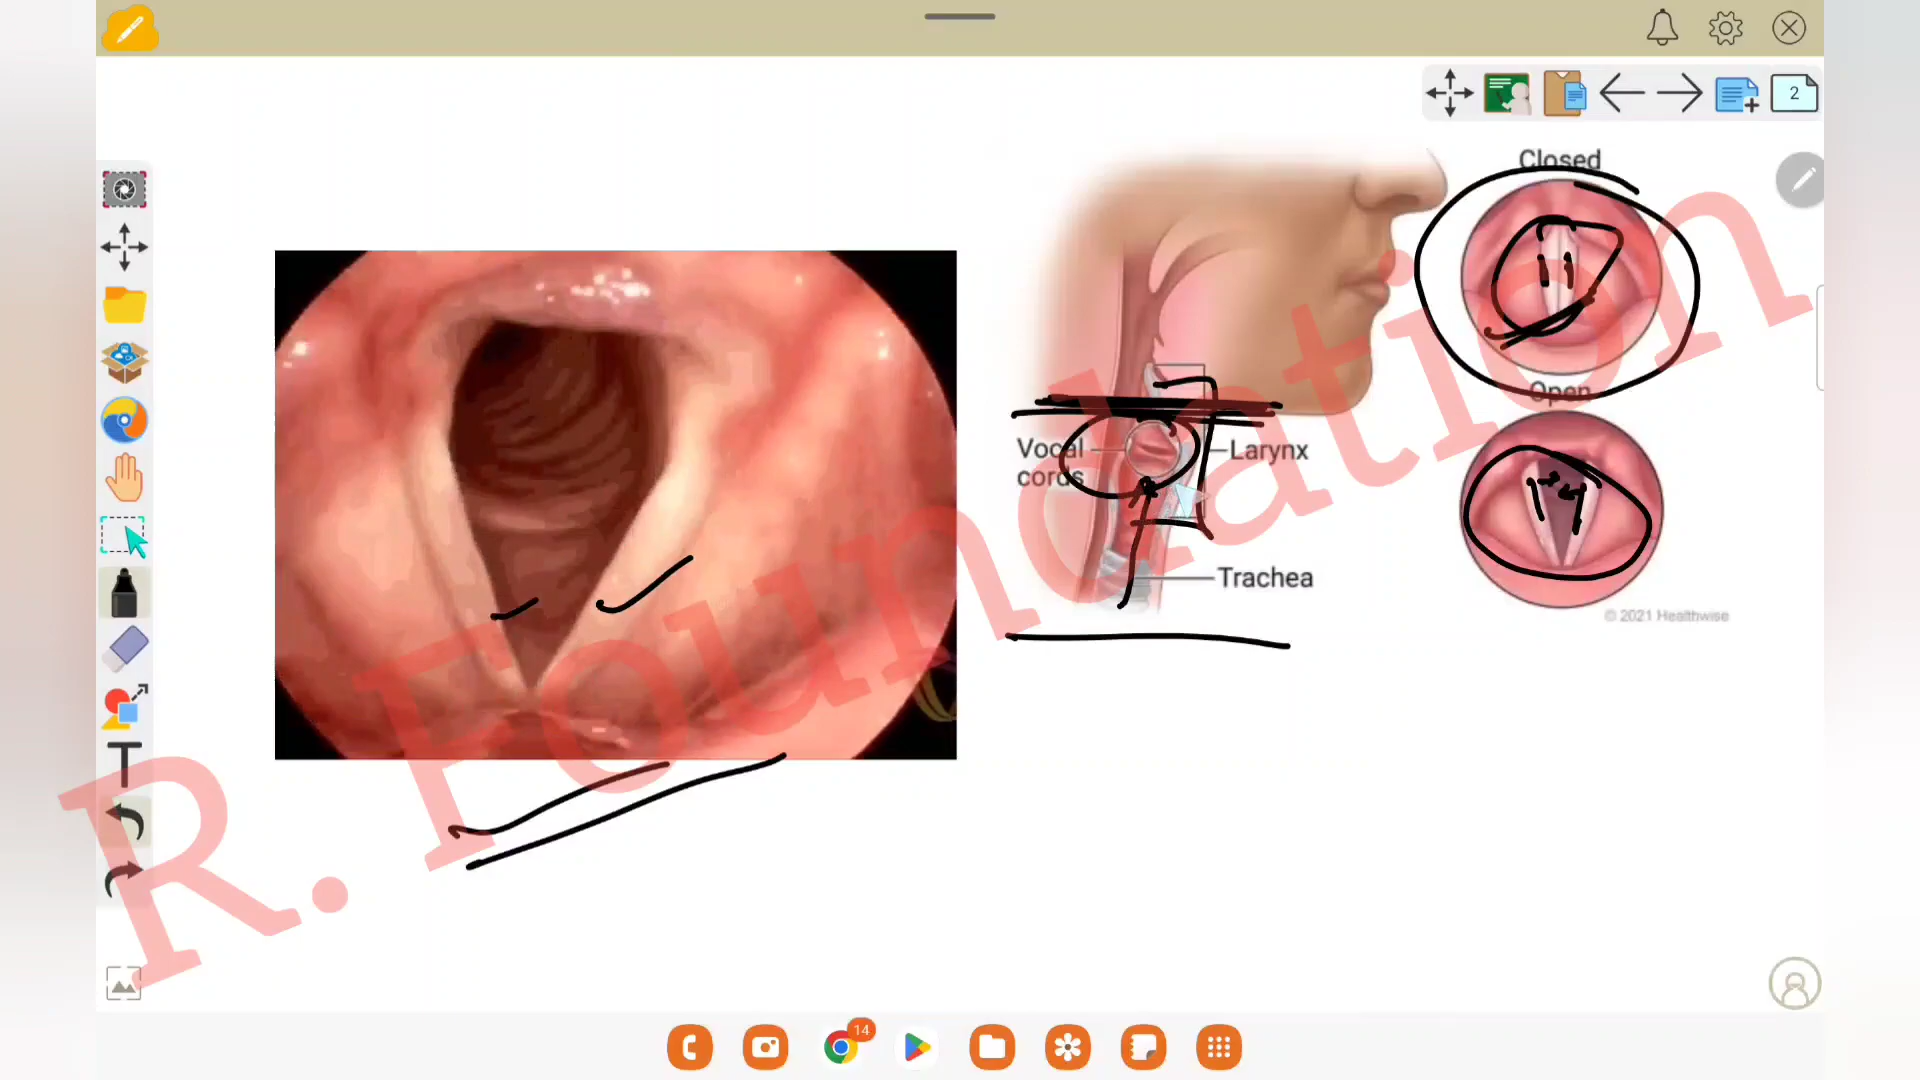 2
Closed
Open
Vocal
cords
Larynx
Trachea
© 2021 Healthwise
R. Foundation
14